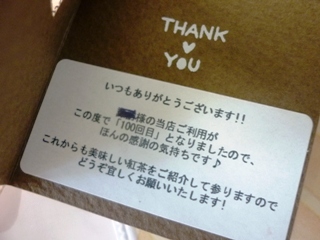 THANK
YOU
いつもありがとうございます!!
様の当店ご利用が
この度で「100回目」となりましたので、
ほんの感謝の気持ちです♪
これからも美味しい紅茶をご紹介して参りますので
どうぞ宜しくお願いいたします!